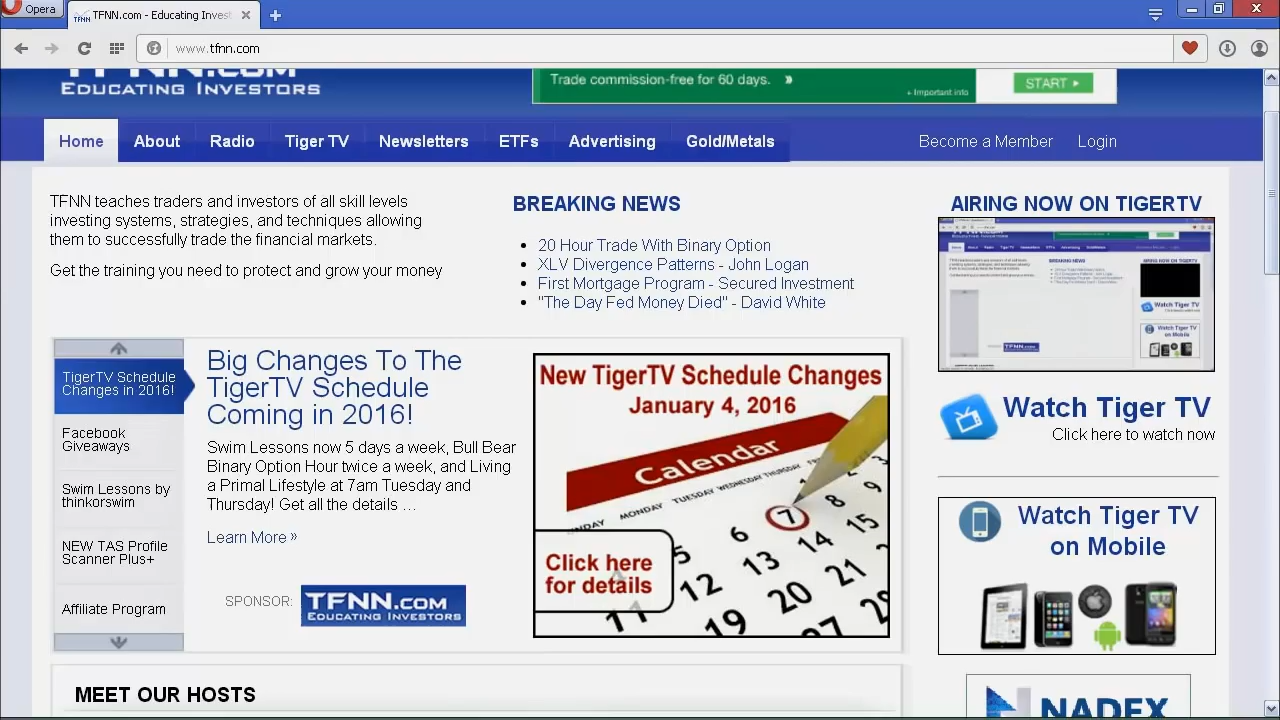 Opera
TFNN.com - Educating Invest
www.tfnn.com
TFNN.com
Educating Investors
Trade commission-free for 60 days.
+ Important info
START
Home
About
Radio
Tiger TV
Newsletters
ETFs
Advertising
Gold/Metals
Become a Member
Login
TFNN teaches traders and investors of all skill levels
investing systems, strategies and techniques allowing
them to successfully trade the
Get the training you need to protect and grow your money
BREAKING NEWS
Hour Trade With Binary Option
Divergence Patterns - John Logan
First Mover Program - Secured Investment
"The Day Fed Money Died" - David White
AIRING NOW ON TIGERTV
TigerTV Schedule
Changes in 2016!
Facebook
Giveaways
Swim Lessons by
thinkorswim
NEW TAS Profile
Scanner Plus+
Affiliate Program
Big Changes To The
TigerTV Schedule
Coming in 2016!
Swim Lessons now 5 days a week, Bull Bear
Binary Option Hour twice a week, and Living
a Primal Lifestyle at 7am Tuesday and
Thursday! Get all the details ...
Learn More »
SPONSOR:
TFNN.com
Educating Investors
New TigerTV Schedule Changes
January 4, 2016
Calendar
MONDAY TUESDAY WEDNESDAY THURSDAY
6 7 8 9
5 12 13 14 15
11 19 20 21
27 28
Click here
for details
Watch Tiger TV
Click here to watch now
Watch Tiger TV
on Mobile
NADEX
MEET OUR HOSTS